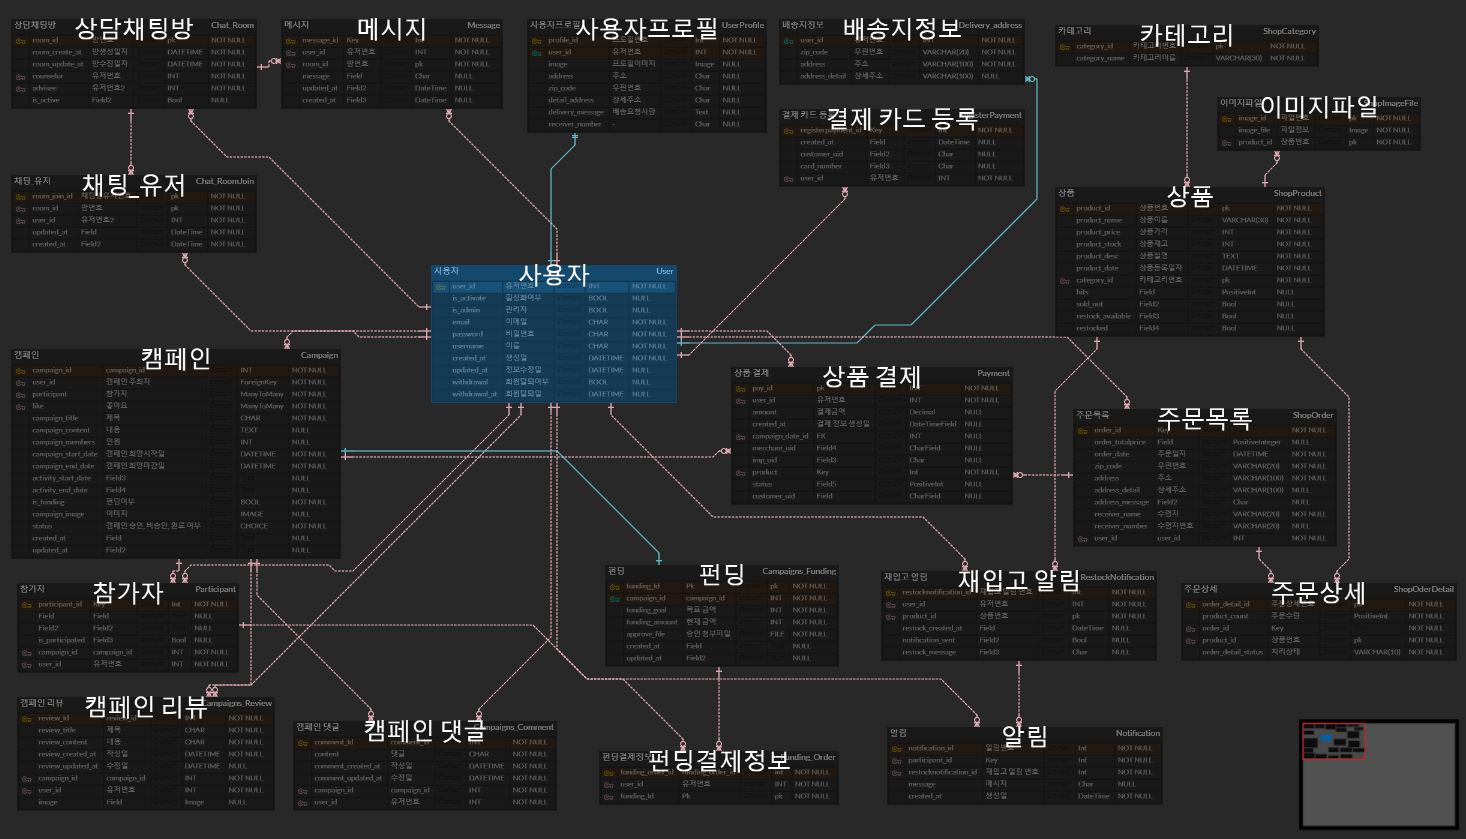 상담채팅방 Chat_Room
room_id pk NOT NULL
room_create_at 방생성일자 DATETIME NOT NULL
room_update_at 방수정일자 DATETIME NOT NULL
counselor 유저번호 INT NOT NULL
advisee 유저번호2 INT NOT NULL
is_active Field2 Bool NULL
메시지 Message
message_id Key NOT NULL
user_id 유저번호 INT NOT NULL
room_id 방번호 pk NOT NULL
message Field Char NULL
updated_at Field2 DateTime NULL
created_at Field3 DateTime NULL
사용자프로필 UserProfile
profile_id NOT NULL
user_id 유저번호 INT NOT NULL
image 프로필이미지 Image NULL
address 주소 Char NULL
zip_code 우편번호 Char NULL
detail_address 상세주소 Char NULL
delivery_message 배송요청사항 Text NULL
receiver_number - Char NULL
배송지정보 Delivery_address
user_id 유저번호 INT NOT NULL
zip_code 우편번호 VARCHAR(20) NOT NULL
address 주소 VARCHAR(100) NOT NULL
address_detail 상세주소 VARCHAR(100) NULL
결제 카드 등록
registerpayment_id Key NOT NULL
created_at Field DateTime NULL
customer_uid Field2 Char NULL
card_number Field3 Char NULL
user_id 유저번호 INT NOT NULL
카테고리 ShopCategory
category_id 카테고리번호 pk NOT NULL
category_name 카테고리이름 VARCHAR(30) NOT NULL
이미지파일 ShopImageFile
image_id 파일번호 pk NOT NULL
image_file 파일정보 Image NULL
product_id 상품번호 pk NOT NULL
채팅_유저 Chat_RoomJoin
room_join_id pk NOT NULL
room_id 방번호 pk NOT NULL
user_id 유저번호2 INT NOT NULL
updated_at Field DateTime NULL
created_at Field2 DateTime NULL
상품 ShopProduct
product_id 상품번호 pk NOT NULL
product_name 상품이름 VARCHAR(30) NOT NULL
product_price 상품가격 INT NOT NULL
product_stock 상품재고 INT NOT NULL
product_desc 상품설명 TEXT NOT NULL
product_date 상품등록일자 DATETIME NOT NULL
category_id 카테고리번호 pk NOT NULL
hits Field PositiveInt NULL
sold_out Field2 Bool NULL
restock_available Field3 Bool NULL
restocked Field4 Bool NULL
사용자 User
user_id 유저번호 INT NOT NULL
is_activate 활성화여부 BOOL NULL
is_admin 관리자 BOOL NULL
email 이메일 CHAR NOT NULL
password 비밀번호 CHAR NOT NULL
username 이름 CHAR NOT NULL
created_at 생성일 DATETIME NOT NULL
updated_at 정보수정일 DATETIME NULL
withdrawal 회원탈퇴여부 BOOL NULL
withdrawal_at 회원탈퇴일 DATETIME NULL
캠페인 Campaign
campaign_id campaign_id INT NOT NULL
user_id 캠페인 주최자 ForeignKey NOT NULL
participant 참가자 ManyToMany NOT NULL
like 좋아요 ManyToMany NOT NULL
campaign_title 제목 CHAR NOT NULL
campaign_content 내용 TEXT NULL
campaign_members 인원 INT NULL
campaign_start_date 캠페인 희망시작일 DATETIME NOT NULL
campaign_end_date 캠페인 희망마감일 DATETIME NOT NULL
activity_start_date Field3 NULL
activity_end_date Field4 NULL
is_funding 펀딩여부 BOOL NOT NULL
campaign_image 이미지 IMAGE NULL
status 캠페인 승인, 비승인, 완료 여부 CHOICE NOT NULL
created_at Field NULL
updated_at Field2 NULL
상품 결제 Payment
pay_id pk NOT NULL
user_id 유저번호 INT NOT NULL
amount 결제금액 Decimal NULL
created_at 결제 정보 생성일 DateTimeField NULL
campaign_date_id FK INT NOT NULL
merchant_uid Field4 CharField NULL
imp_uid Field3 Char NULL
product Key Int NOT NULL
status Field5 PositiveInt NULL
customer_uid Field CharField NULL
주문목록 ShopOrder
order_id Key NOT NULL
order_totalprice Field PositiveInteger NULL
order_date 주문일자 DATETIME NOT NULL
zip_code 우편번호 VARCHAR(20) NOT NULL
address 주소 VARCHAR(100) NOT NULL
address_detail 상세주소 VARCHAR(100) NULL
address_message Field2 Char NULL
receiver_name 수령자 VARCHAR(20) NULL
receiver_number 수령자번호 VARCHAR(20) NULL
user_id user_id INT NOT NULL
참가자 Participant
participant_id Key Int NOT NULL
Field Field NULL
Field2 Field2 NULL
is_participated Field3 Bool NULL
campaign_id campaign_id INT NOT NULL
user_id 유저번호 INT NOT NULL
펀딩 Campaigns_Funding
funding_Id Pk pk NOT NULL
campaign_id campaign_id INT NOT NULL
funding_goal 목표 금액 INT NOT NULL
funding_amount 현재 금액 INT NOT NULL
approve_file 승인 첨부파일 FILE NOT NULL
created_at Field NULL
updated_at Field2 NULL
재입고 알림 RestockNotification
restocknotification_id 재입고 알림 번호 NOT NULL
user_id 유저번호 INT NOT NULL
product_id 상품번호 pk NOT NULL
restock_created_at Field DateTime NULL
notification_sent Field2 Bool NULL
restock_message Field3 Char NULL
주문상세 ShopOderDetail
order_detail_id NOT NULL
product_count 주문수량 PositiveInt NOT NULL
order_id Key NOT NULL
product_id 상품번호 pk NOT NULL
order_detail_status 처리상태 VARCHAR(10) NOT NULL
캠페인 리뷰 Campaigns_Review
review_id review_id INT NOT NULL
review_title 제목 CHAR NOT NULL
review_content 내용 CHAR NOT NULL
review_created_at 작성일 DATETIME NOT NULL
review_updated_at 수정일 DATETIME NULL
campaign_id campaign_id INT NOT NULL
user_id 유저번호 INT NOT NULL
image Field Image NULL
캠페인 댓글 Campaigns_Comment
comment_id comment_id INT NOT NULL
content 댓글 CHAR NOT NULL
comment_created_at 작성일 DATETIME NOT NULL
comment_updated_at 수정일 DATETIME NOT NULL
campaign_id campaign_id INT NOT NULL
user_id 유저번호 INT NOT NULL
펀딩결제정보 Funding_Order
funding_order_id funding_order_id int NOT NULL
user_id 유저번호 INT NOT NULL
funding_Id Pk pk NOT NULL
알림 Notification
notification_id 알림번호 Int NOT NULL
participant_id Key Int NOT NULL
restocknotification_id 재입고 알림 번호 Int NOT NULL
message 메시지 Char NULL
created_at 생성일 DateTime NOT NULL